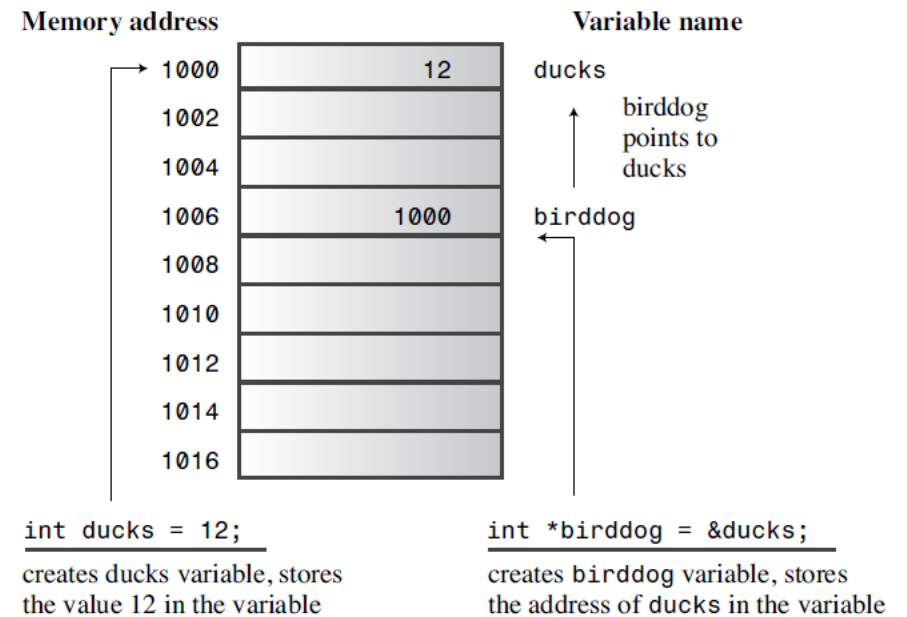 Memory address Variable name
1000 12 ducks
1002 birddog
points to
ducks
1004
1006 1000 birddog
1008
1010
1012
1014
1016
int ducks = 12; int *birddog = &ducks;
creates ducks variable, stores
the value 12 in the variable
creates birddog variable, stores
the address of ducks in the variable